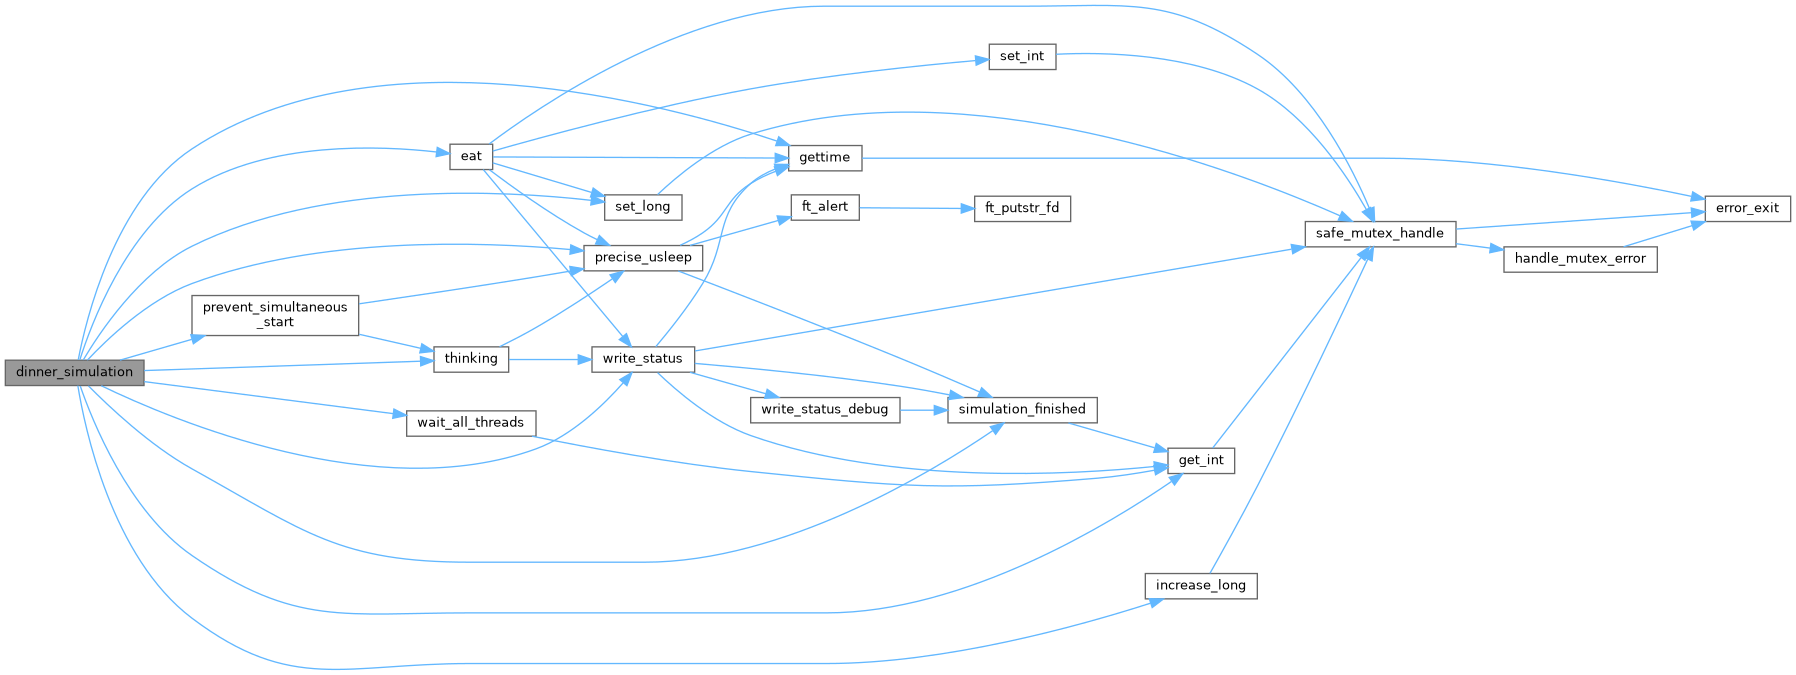 set_int
eat
gettime
set_long
ft_alert
ft_putstr_fd
error_exit
safe_mutex_handle
precise_usleep
handle_mutex_error
prevent_simultaneous
_start
thinking
write_status
dinner_simulation
write_status_debug
simulation_finished
wait_all_threads
get_int
increase_long